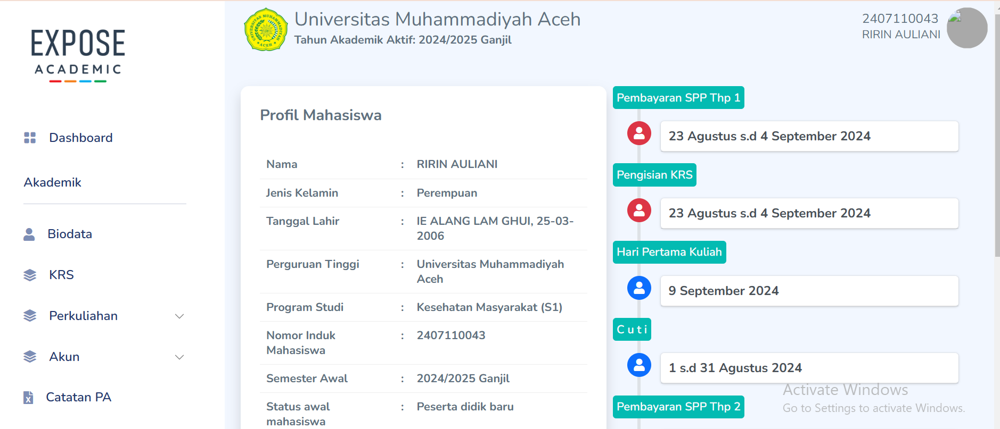 EXPOSE
ACADEMIC
Dashboard
Akademik
Biodata
KRS
Perkuliahan
Akun
Catatan PA
UNIVERSITAS MUHAMMADIYAH
ACEH
Universitas Muhammadiyah Aceh
Tahun Akademik Aktif: 2024/2025 Ganjil
2407110043
RIRIN AULIANI
Profil Mahasiswa
Nama : RIRIN AULIANI
Jenis Kelamin : Perempuan
Tanggal Lahir : IE ALANG LAM GHUI, 25-03-
2006
Perguruan Tinggi : Universitas Muhammadiyah
Aceh
Program Studi : Kesehatan Masyarakat (S1)
Nomor Induk : 2407110043
Mahasiswa
Semester Awal : 2024/2025 Ganjil
Status awal : Peserta didik baru
mahasiswa
Pembayaran SPP Thp 1
23 Agustus s.d 4 September 2024
Pengisian KRS
23 Agustus s.d 4 September 2024
Hari Pertama Kuliah
9 September 2024
C u t i
1 s.d 31 Agustus 2024
Pembayaran SPP Thp 2
Activate Windows
Go to Settings to activate Windows.